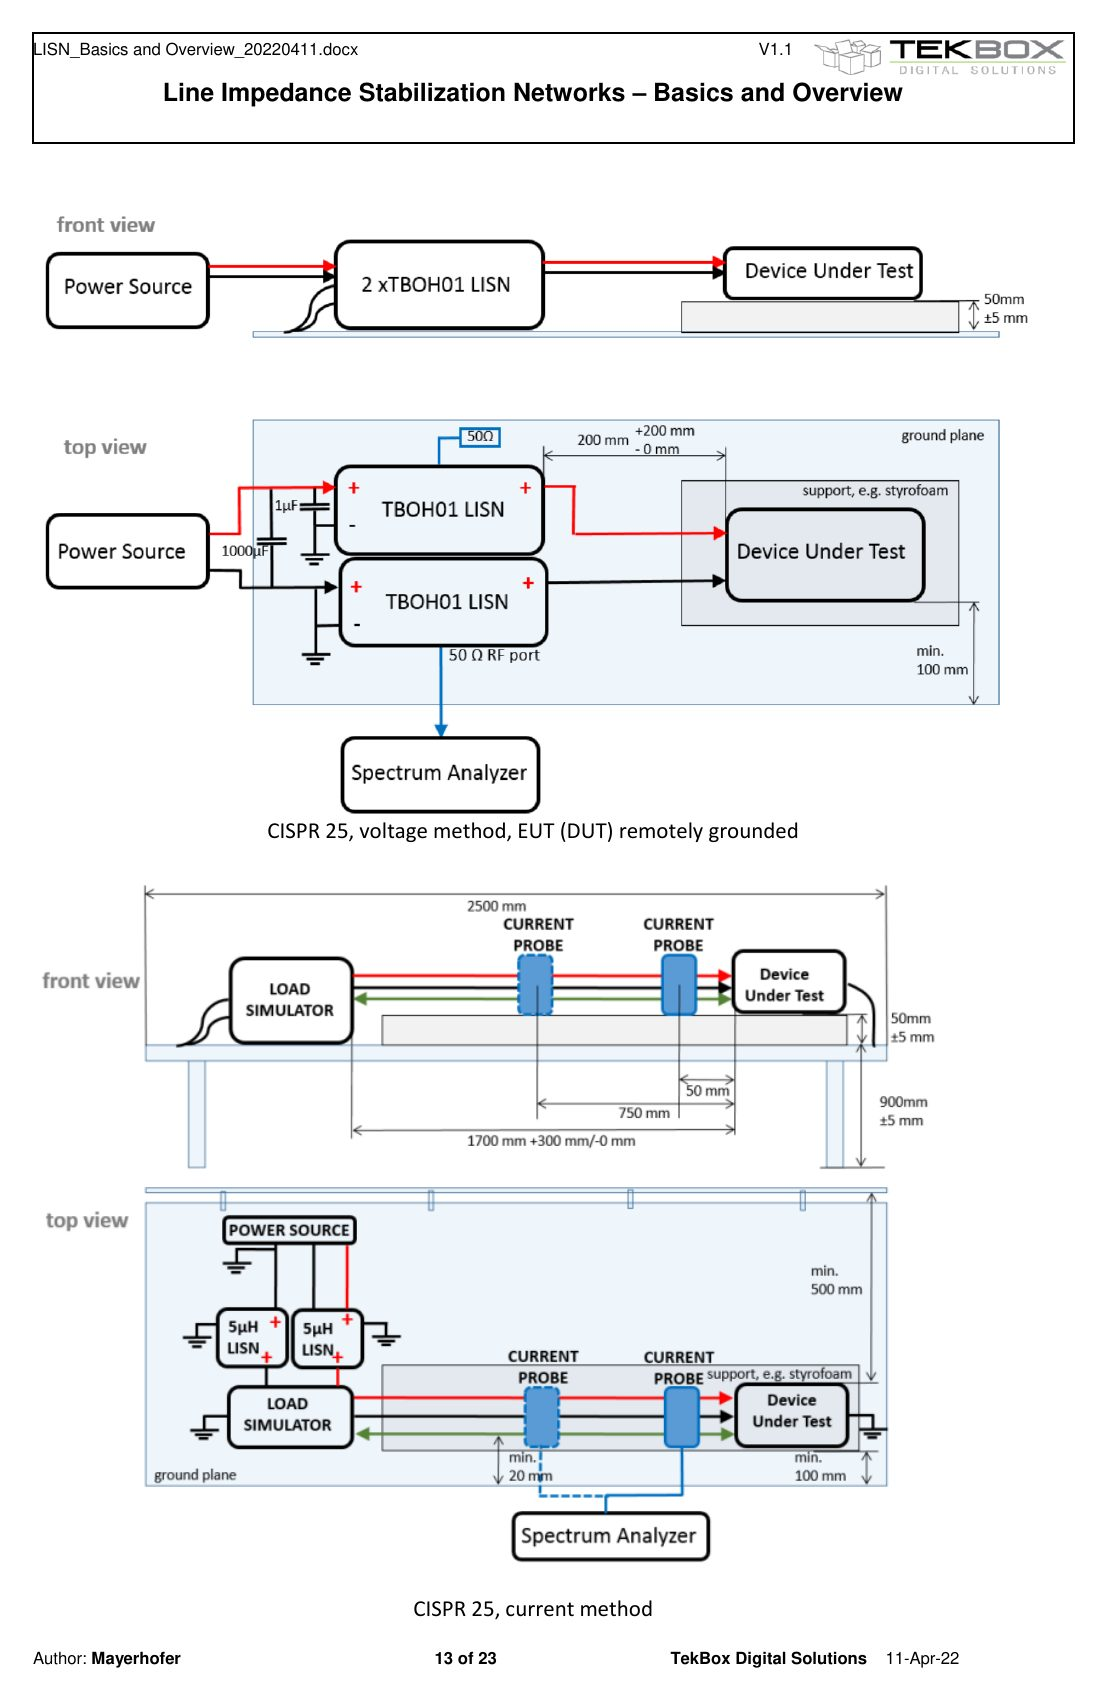 LISN_Basics and Overview_20220411.docx V1.1 TEKBOX
DIGITAL SOLUTIONS
Line Impedance Stabilization Networks – Basics and Overview
front view
Power Source
2 xTBOH01 LISN
Device Under Test
50mm
±5 mm
top view
50Ω
200 mm +200 mm
- 0 mm
ground plane
support, e.g. styrofoam
+ +
1µF
TBOH01 LISN
-
Power Source
1000µF
Device Under Test
+ +
TBOH01 LISN
-
50 Ω RF port
min.
100 mm
Spectrum Analyzer
CISPR 25, voltage method, EUT (DUT) remotely grounded
2500 mm
CURRENT
PROBE
CURRENT
PROBE
front view
LOAD
SIMULATOR
Device
Under Test
50mm
±5 mm
50 mm
750 mm
1700 mm +300 mm/-0 mm
900mm
±5 mm
top view
POWER SOURCE
min.
500 mm
5µH
LISN
+
+
5µH
LISN
+
+
CURRENT
PROBE
CURRENT
PROBE
support, e.g. styrofoam
LOAD
SIMULATOR
Device
Under Test
min.
20 mm
min.
100 mm
ground plane
Spectrum Analyzer
CISPR 25, current method
Author: Mayerhofer 13 of 23 TekBox Digital Solutions 11-Apr-22